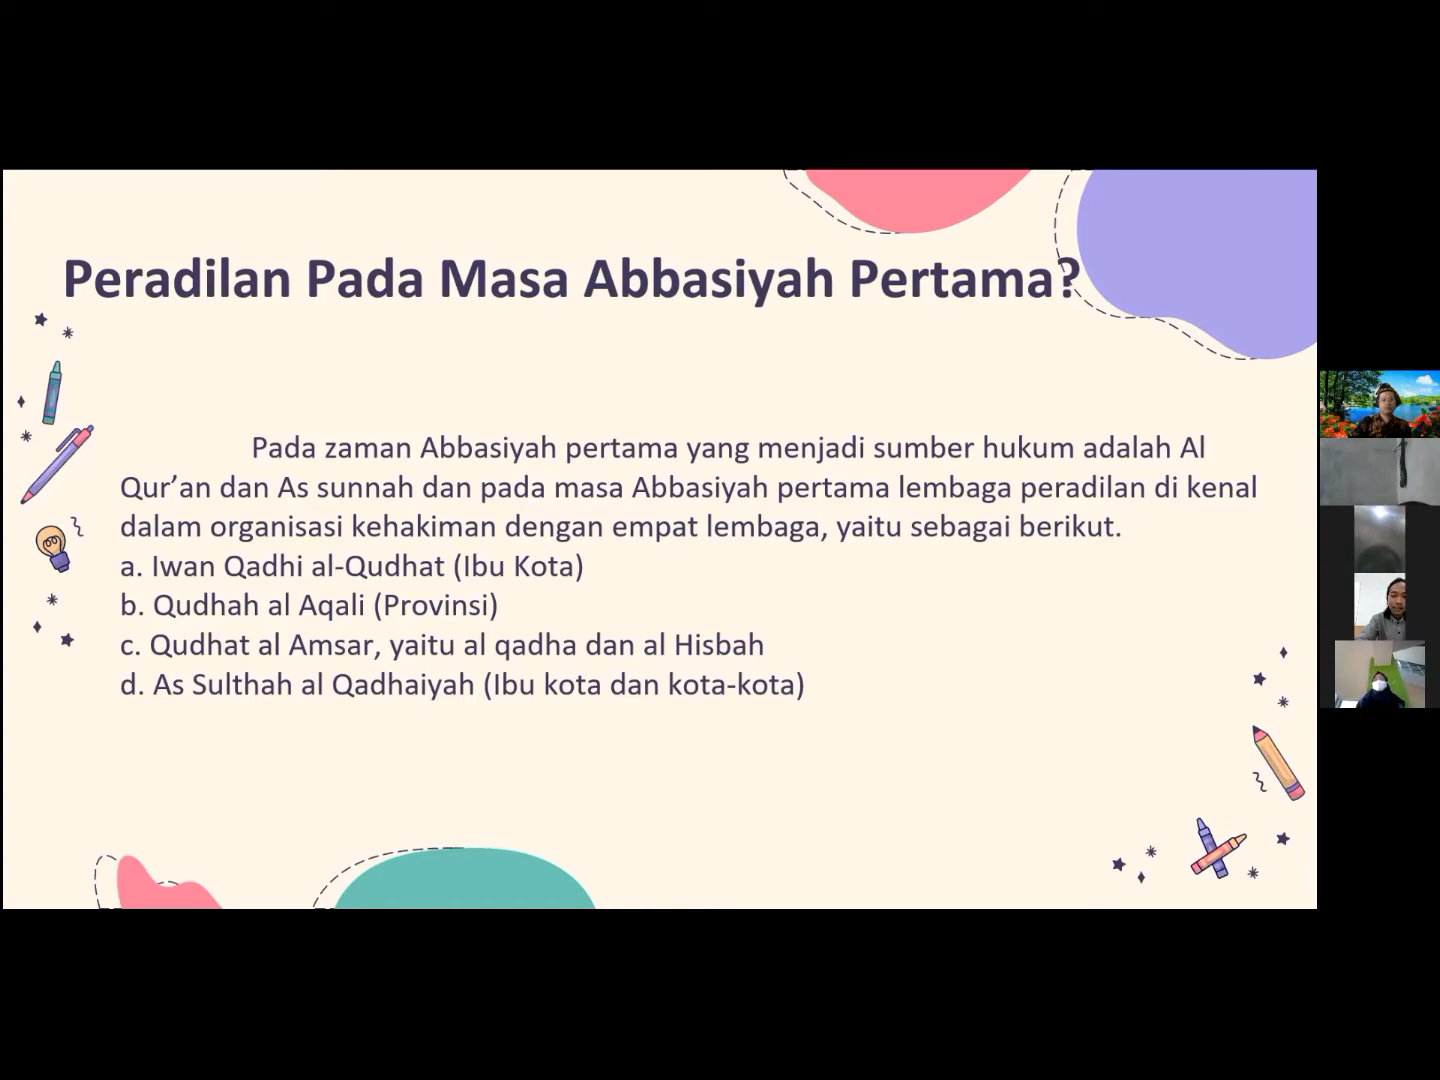 Peradilan Pada Masa Abbasiyah Pertama?
Pada zaman Abbasiyah pertama yang menjadi sumber hukum adalah Al
Qur’an dan As sunnah dan pada masa Abbasiyah pertama lembaga peradilan di kenal
dalam organisasi kehakiman dengan empat lembaga, yaitu sebagai berikut.
a. Iwan Qadhi al-Qudhat (Ibu Kota)
b. Qudhah al Aqali (Provinsi)
c. Qudhat al Amsar, yaitu al qadha dan al Hisbah
d. As Sulthah al Qadhaiyah (Ibu kota dan kota-kota)